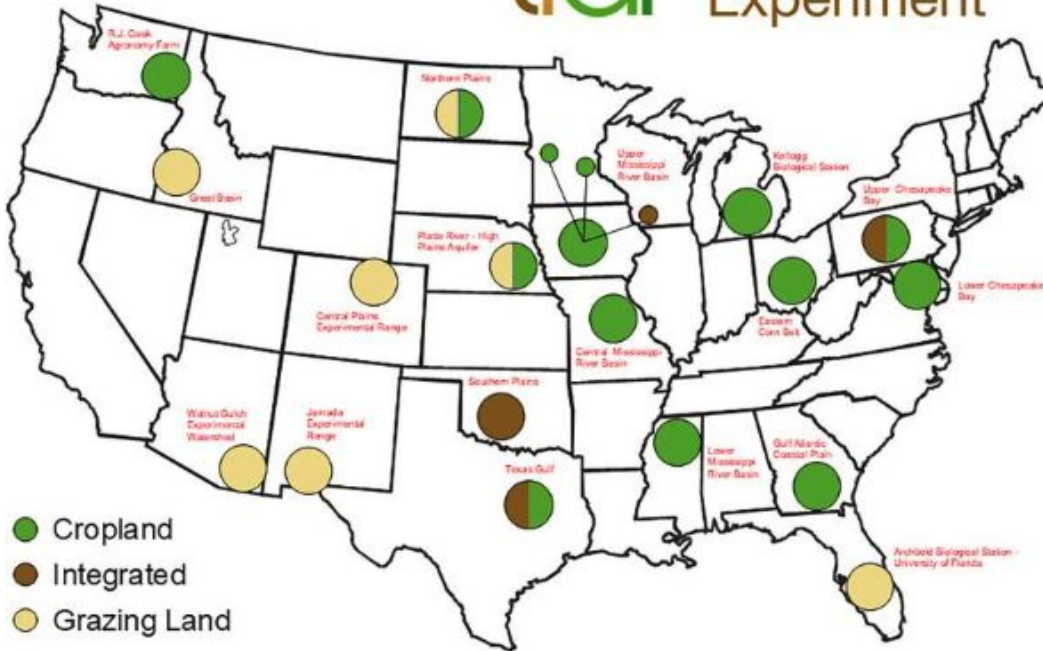 Experiment
R.J. Cook
Agronomy Farm
Northern Plains
Great Basin
Upper
Mississippi
River Basin
Kellogg
Biological Station
Upper Chesapeake
Bay
Platte River - High
Plains Aquifer
Lower Chesapeake
Bay
Central Plains
Experimental Range
Eastern
Corn Belt
Central Mississippi
River Basin
Southern Plains
Walnut Gulch
Experimental
Watershed
Jornada
Experimental
Range
Lower
Mississippi
River Basin
Gulf Atlantic
Coastal Plain
Texas Gulf
Archbold Biological Station -
University of Florida
Cropland
Integrated
Grazing Land